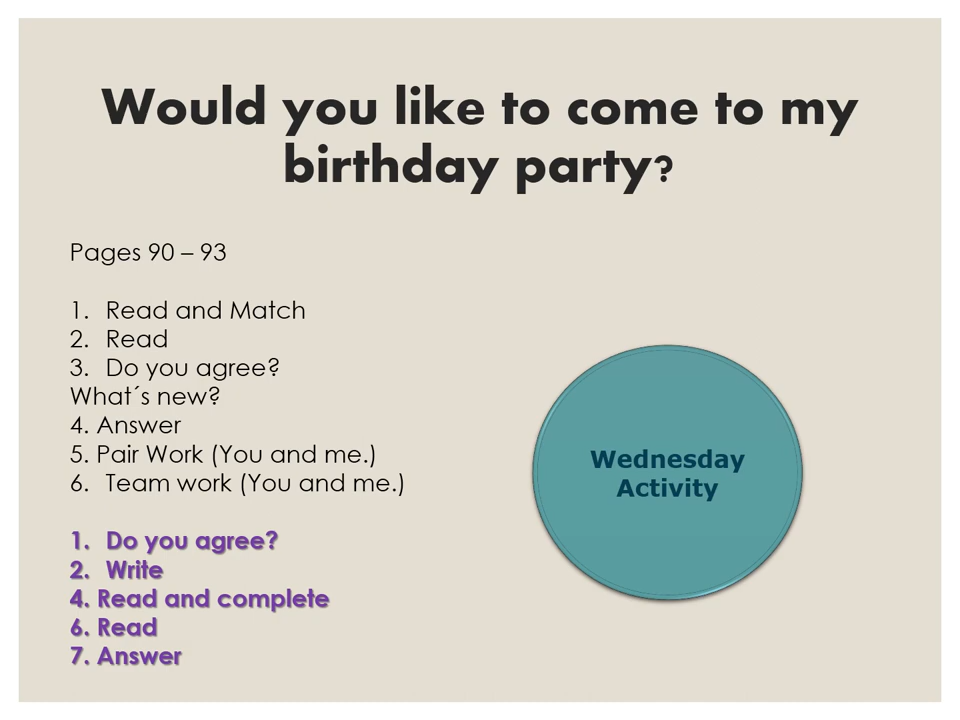 Would you like to come to my
birthday party?
Pages 90 – 93
1. Read and Match
2. Read
3. Do you agree?
What´s new?
4. Answer
5. Pair Work (You and me.)
6. Team work (You and me.)
1. Do you agree?
2. Write
4. Read and complete
6. Read
7. Answer
Wednesday
Activity